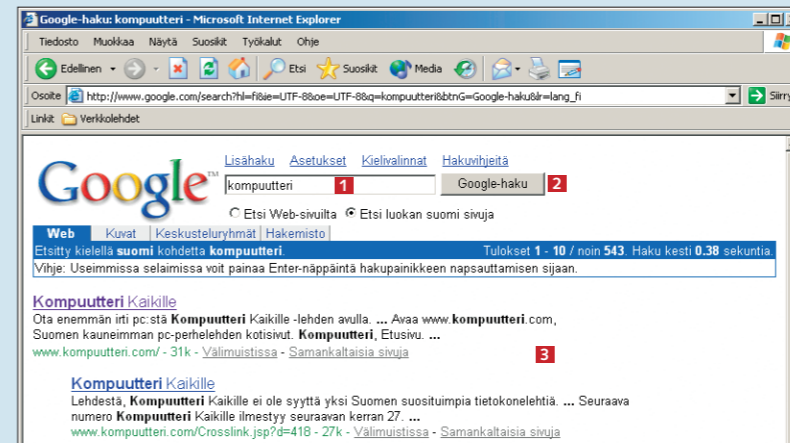 Google-haku: kompuutteri - Microsoft Internet Explorer
Tiedosto Muokkaa Näytä Suosikit Työkalut Ohje
Edellinen Etsi Suosikit Media
Osoite http://www.google.com/search?hl=fi&ie=UTF-8&oe=UTF-8&q=kompuutteri&btnG=Google-haku&lr=lang_fi Siirry
Linkit Verkkolehdet
Lisähaku Asetukset Kielivalinnat Hakuvihjeitä
Google™ kompuutteri 1 Google-haku 2
Etsi Web-sivuilta Etsi luokan suomi sivuja
Web Kuvat Keskusteluryhmät Hakemisto
Etsitty kielellä suomi kohdetta kompuutteri. Tulokset 1 - 10 / noin 543. Haku kesti 0.38 sekuntia.
Vihje: Useimmissa selaimissa voit painaa Enter-näppäintä hakupainikkeen napsauttamisen sijaan.
Kompuutteri Kaikille
Ota enemmän irti pc:stä Kompuutteri Kaikille -lehden avulla. ... Avaa www.kompuutteri.com,
Suomen kauneimman pc-perhelehden kotisivut. Kompuutteri, Etusivu. ...
www.kompuutteri.com/ - 31k - Välimuistissa - Samankaltaisia sivuja 3
Kompuutteri Kaikille
Lehdestä, Kompuutteri Kaikille ei ole syyttä yksi Suomen suosituimpia tietokonelehtiä. ... Seuraava
numero Kompuutteri Kaikille ilmestyy seuraavan kerran 27. ...
www.kompuutteri.com/Crosslink.jsp?d=418 - 27k - Välimuistissa - Samankaltaisia sivuja